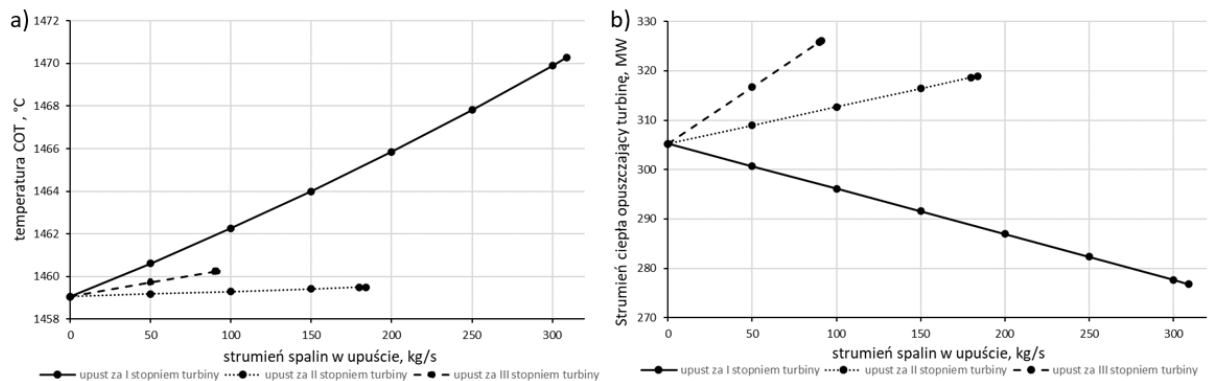 a)
temperatura COT , °C
1472
1470
1468
1466
1464
1462
1460
1458
0 50 100 150 200 250 300
strumień spalin w upuście, kg/s
upust za I stopniem turbiny upust za II stopniem turbiny upust za III stopniem turbiny
b)
Strumień ciepła opuszczający turbinę, MW
330
320
310
300
290
280
270
0 50 100 150 200 250 300
strumień spalin w upuście, kg/s
upust za I stopniem turbiny upust za II stopniem turbiny upust za III stopniem turbiny